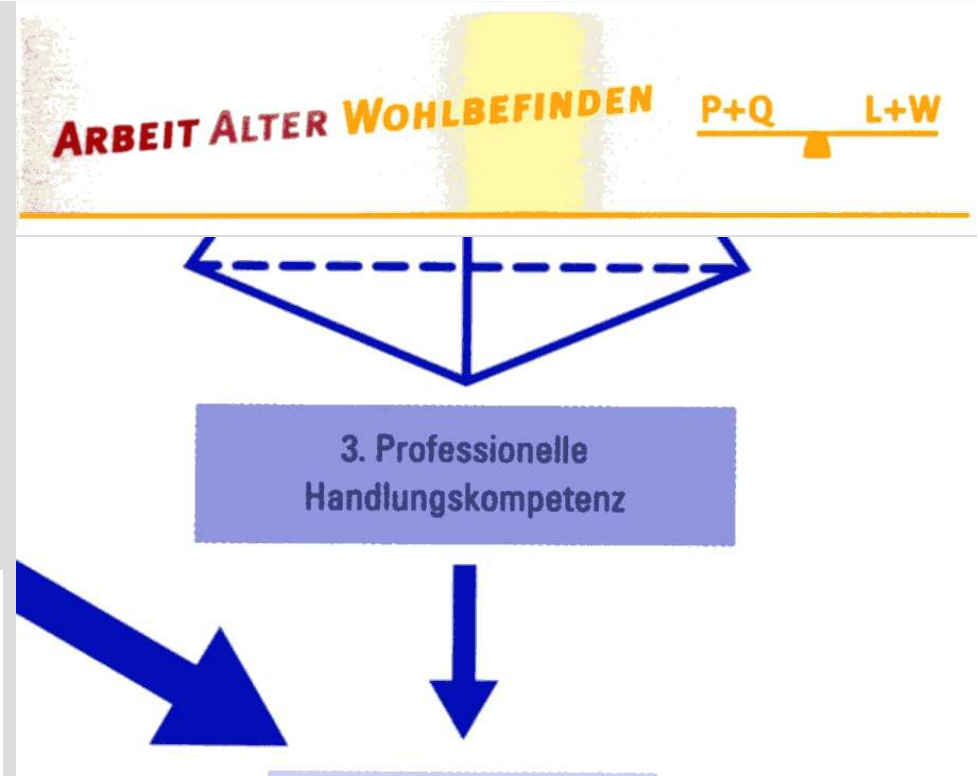 ARBEIT ALTER WOHLBEFINDEN
P+Q L+W
3. Professionelle
Handlungskompetenz